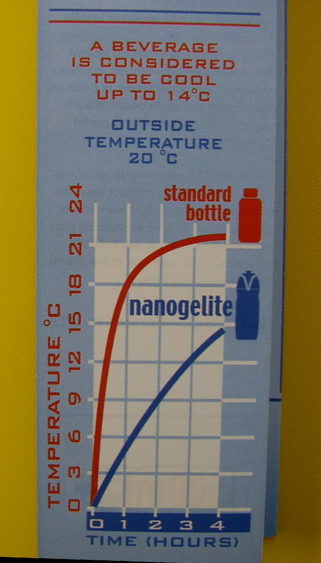 A BEVERAGE
IS CONSIDERED
TO BE COOL
UP TO 14°C
OUTSIDE
TEMPERATURE
20 °C
standard
bottle
nanogelite
TEMPERATURE °C
24
21
18
15
12
9
6
3
0
0 1 2 3 4
TIME (HOURS)